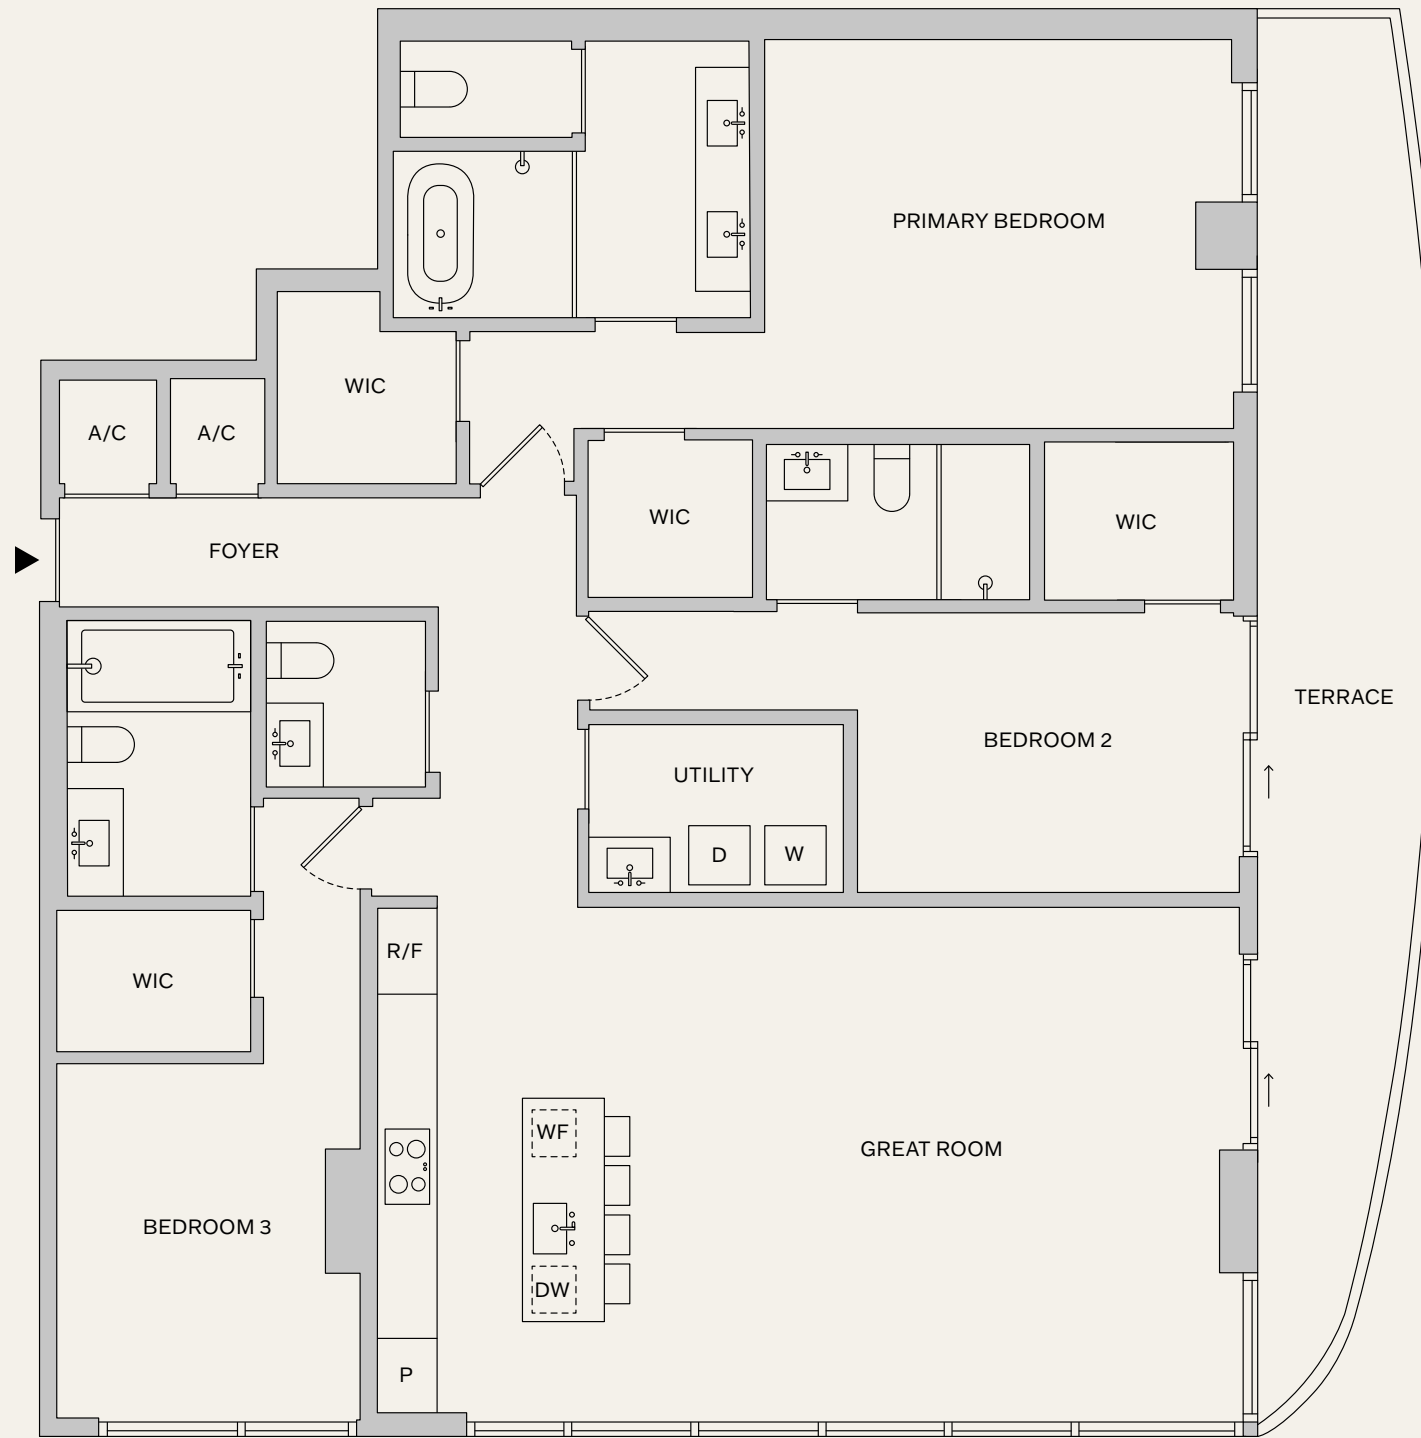 PRIMARY BEDROOM
WIC
A/C
A/C
WIC
WIC
FOYER
TERRACE
BEDROOM 2
UTILITY
D
W
R/F
WIC
WF
GREAT ROOM
BEDROOM 3
DW
P